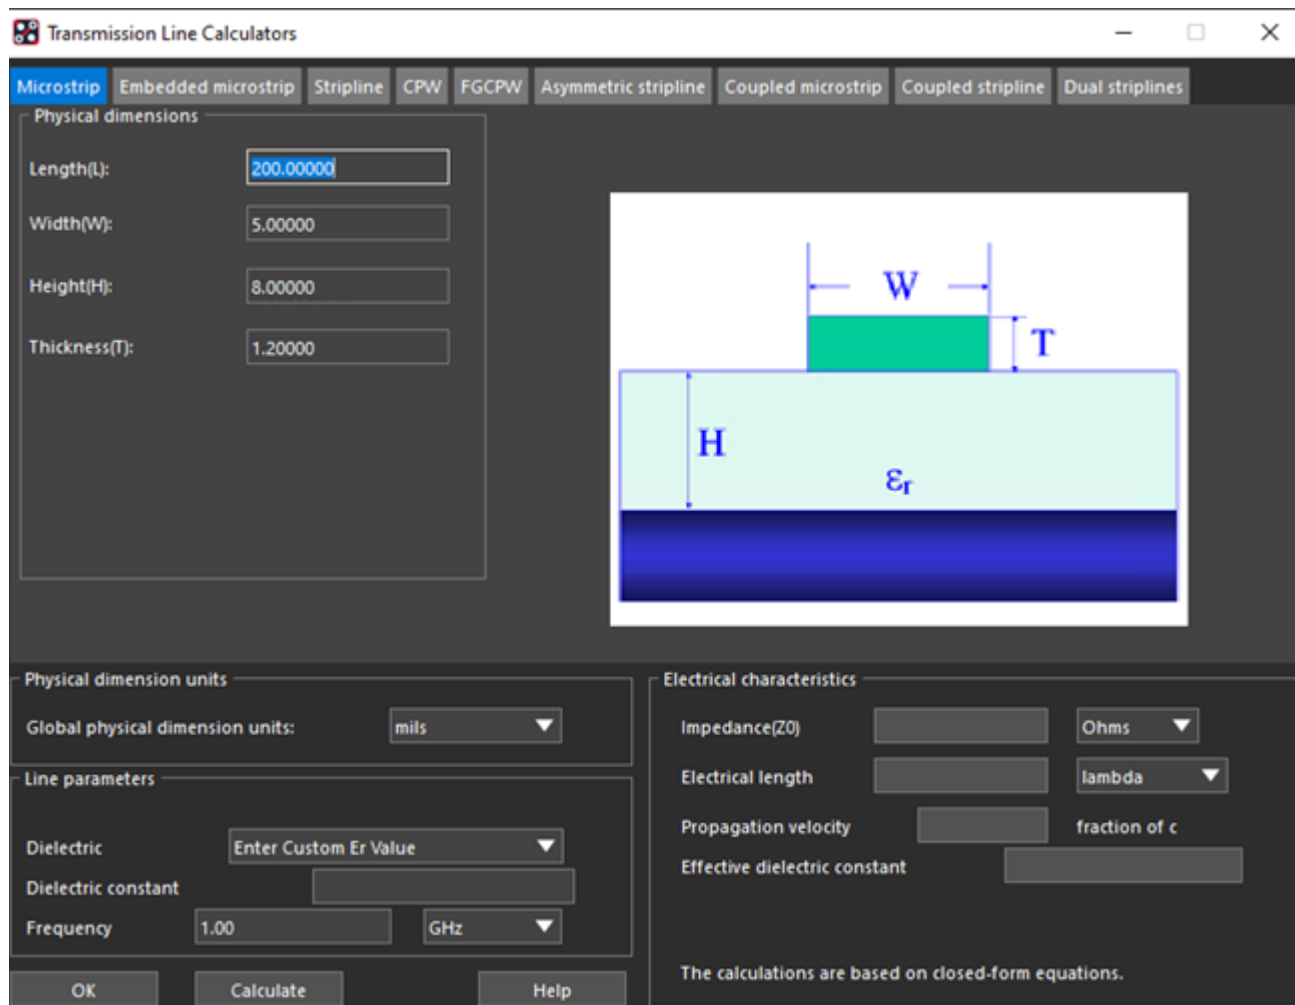 Transmission Line Calculators
Microstrip Embedded microstrip Stripline CPW FGCPW Asymmetric stripline Coupled microstrip Coupled stripline Dual striplines
Physical dimensions
Length(L): 200.00000
Width(W): 5.00000
Height(H): 8.00000
Thickness(T): 1.20000
W
T
H
εr
Physical dimension units
Global physical dimension units: mils
Line parameters
Dielectric Enter Custom Er Value
Dielectric constant
Frequency 1.00 GHz
OK Calculate Help
Electrical characteristics
Impedance(Z0) Ohms
Electrical length lambda
Propagation velocity fraction of c
Effective dielectric constant
The calculations are based on closed-form equations.